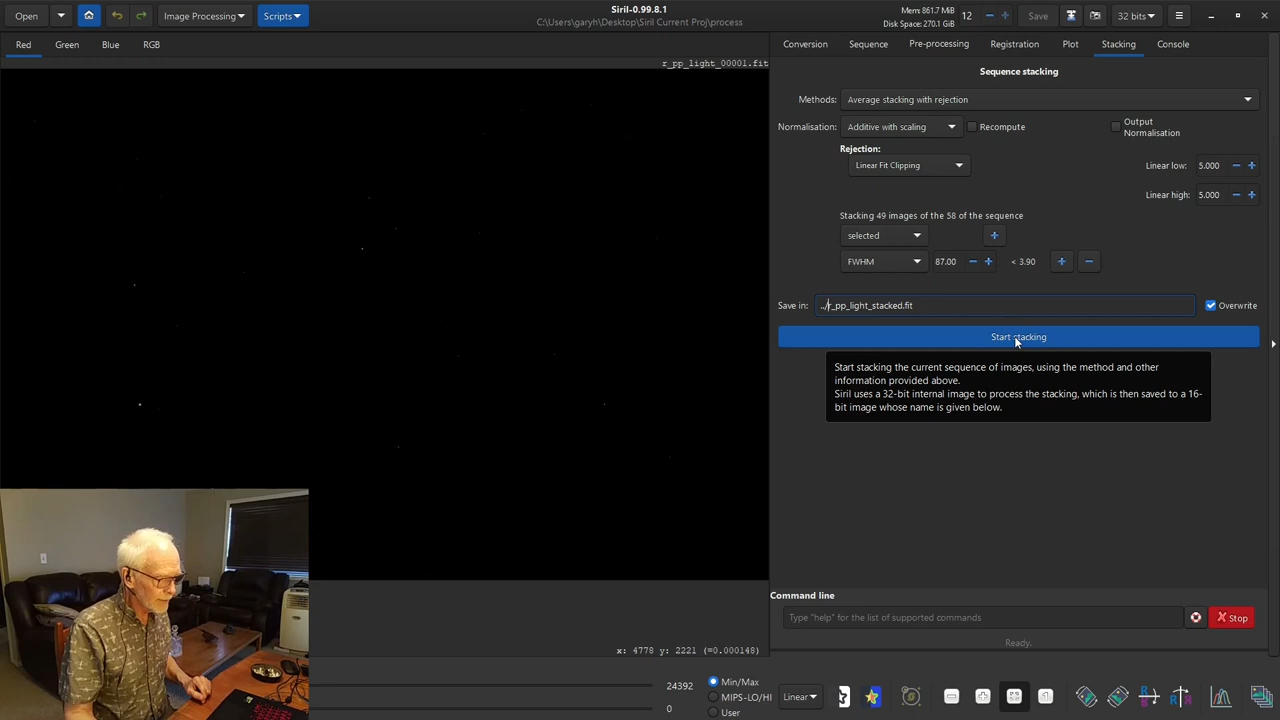 Open
Image Processing
Scripts
Siril-0.99.8.1
C:\Users\garyh\Desktop\Siril Current Proj\process
Mem: 861.7 MiB
Disk Space: 270.1 GiB
12
Save
32 bits
Red
Green
Blue
RGB
r_pp_light_00001.fit
Conversion
Sequence
Pre-processing
Registration
Plot
Stacking
Console
Sequence stacking
Methods:
Average stacking with rejection
Normalisation:
Additive with scaling
Recompute
Output
Normalisation
Rejection:
Linear Fit Clipping
Linear low:
5.000
Linear high:
5.000
Stacking 49 images of the 58 of the sequence
selected
FWHM
87.00
< 3.90
Save in:
../r_pp_light_stacked.fit
Overwrite
Start stacking
Start stacking the current sequence of images, using the method and other
information provided above.
Siril uses a 32-bit internal image to process the stacking, which is then saved to a 16-
bit image whose name is given below.
Command line
Type "help" for the list of supported commands
Stop
Ready.
x: 4778 y: 2221 (=0.000148)
24392
0
Min/Max
MIPS-LO/HI
User
Linear